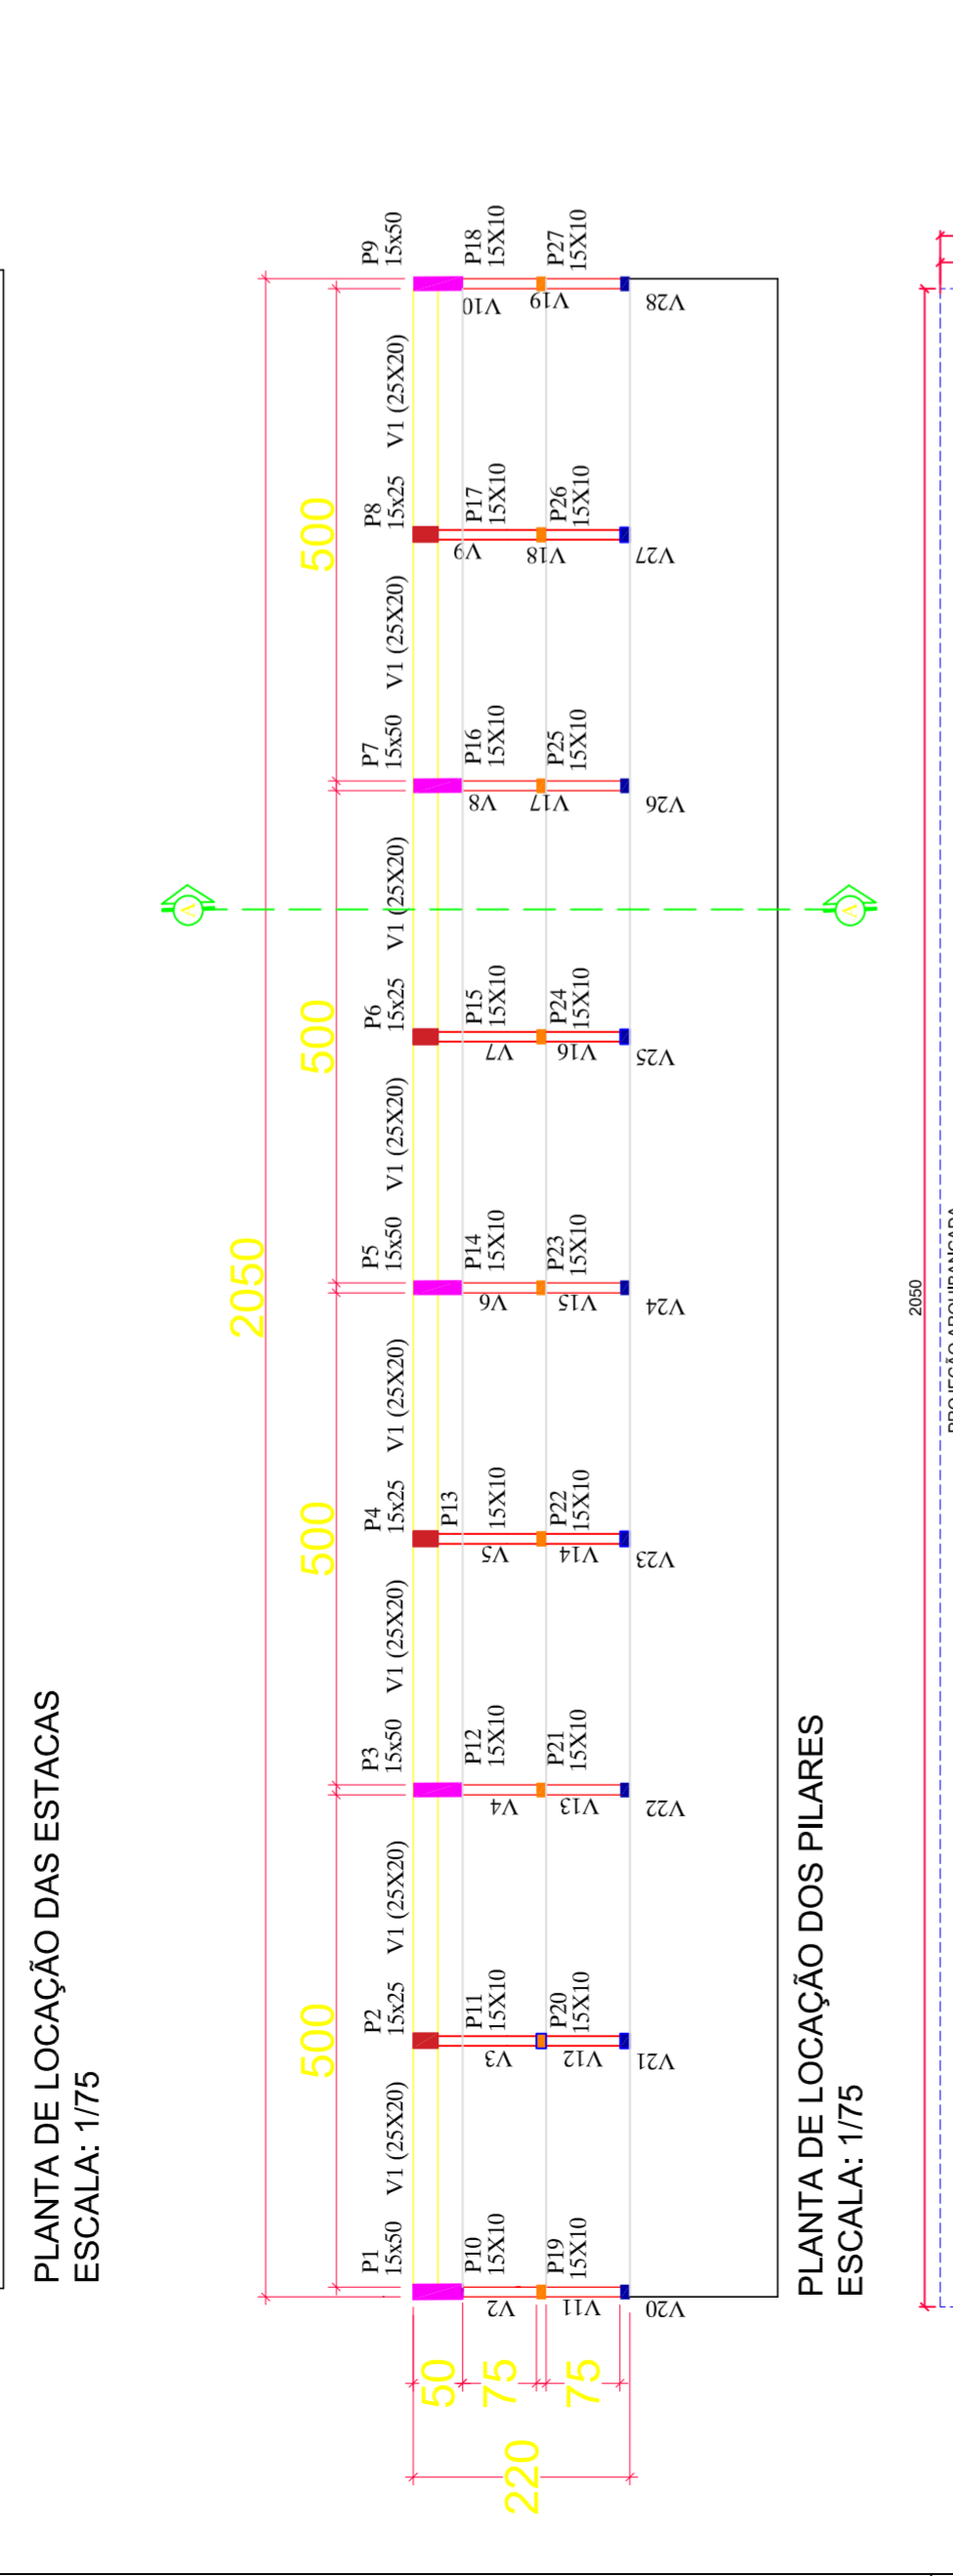 PLANTA DE LOCAÇÃO DAS ESTACAS
ESCALA: 1/75
2050
500
500
500
500
P1
15x50
V1 (25X20)
P2
15x25
V1 (25X20)
P3
15x50
V1 (25X20)
P4
15x25
V1 (25X20)
P5
15x50
V1 (25X20)
P6
15x25
V1 (25X20)
P7
15x50
V1 (25X20)
P8
15x25
V1 (25X20)
P9
15x50
P10
15X10
P11
15X10
P12
15X10
P13
15X10
P14
15X10
P15
15X10
P16
15X10
P17
15X10
P18
15X10
V2
V3
V4
V5
V6
V7
V8
V9
V10
P19
15X10
P20
15X10
P21
15X10
P22
15X10
P23
15X10
P24
15X10
P25
15X10
P26
15X10
P27
15X10
V11
V12
V13
V14
V15
V16
V17
V18
V19
V20
V21
V22
V23
V24
V25
V26
V27
V28
50
75
75
220
A
A
PLANTA DE LOCAÇÃO DOS PILARES
ESCALA: 1/75
2050
PROJEÇÃO ARQUIBANCADA